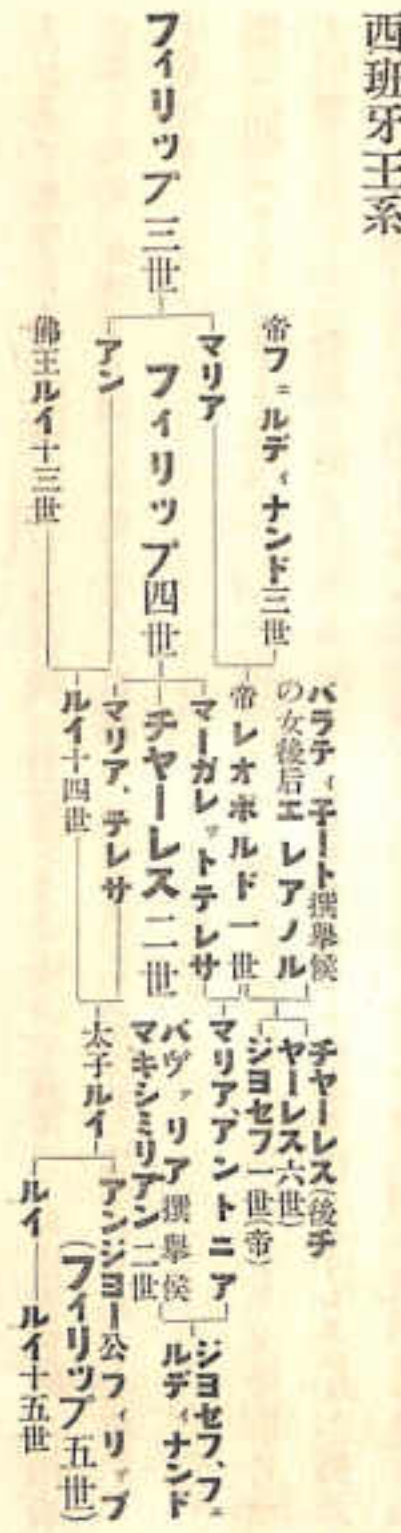 西班牙王系
帝フェルディナンド三世
マリア
フィリップ三世
アン
佛王ルイ十三世
パラティ子ート撰擧候
の女後后エレアノル
帝レオポルド一世
マーガレットテレサ
フィリップ四世
チャーレス二世
マリア、テレサ
ルイ十四世
チャーレス(後チ
ヤーレス六世)
ジヨセフ一世(帝)
マリア、アントニア
バヴァリア撰擧候
マキシミリアン二世
太子ルイ
ジヨセフ、フェ
ルディナンド
アンジヨー公フィリップ
(フィリップ五世)
ルイ
ルイ十五世